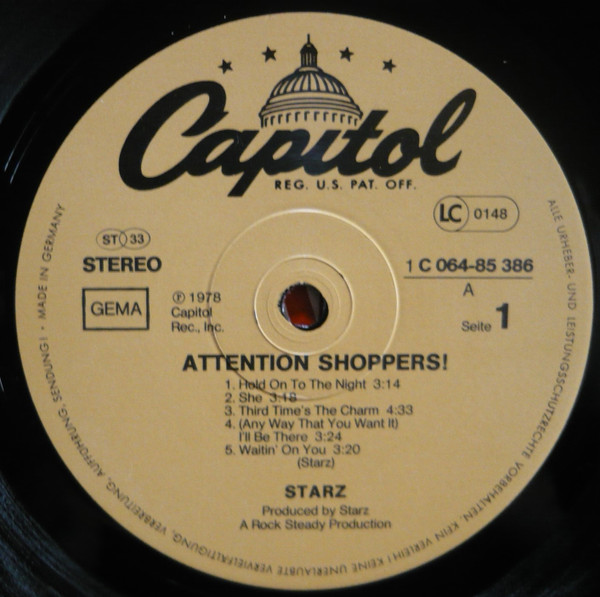 Capitol
REG. U.S. PAT. OFF.
LC 0148
ST 33
STEREO
1 C 064-85 386
A
GEMA
Ⓟ 1978
Capitol
Rec., Inc.
Seite 1
ATTENTION SHOPPERS!
1. Hold On To The Night 3:14
2. She 3:18
3. Third Time's The Charm 4:33
4. (Any Way That You Want It)
I'll Be There 3:24
5. Waitin' On You 3:20
(Starz)
STARZ
Produced by Starz
A Rock Steady Production
ALLE URHEBER- UND LEISTUNGSSCHUTZRECHTE VORBEHALTEN. KEIN VERLEIH! KEINE UNERLAUBTE VERVIELFÄLTIGUNG, VERBREITUNG, AUFFÜHRUNG, SENDUNG! • MADE IN GERMANY